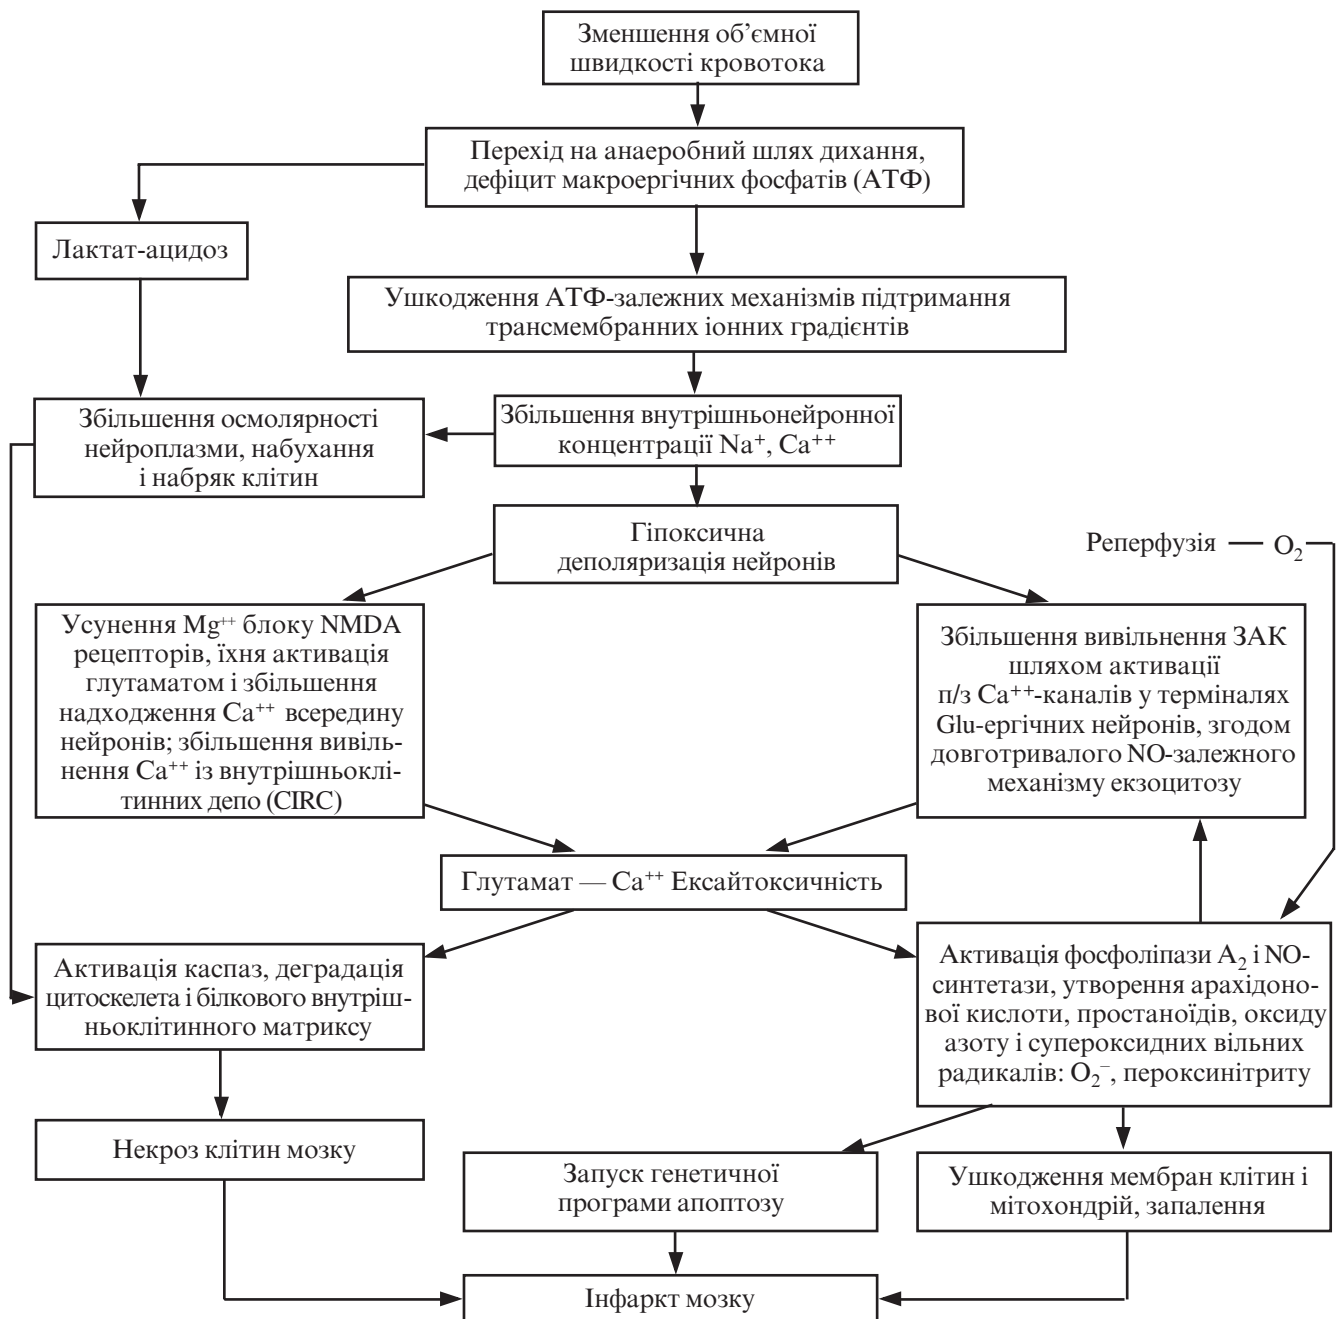 Зменшення об’ємної
швидкості кровотока
Перехід на анаеробний шлях дихання,
дефіцит макроергічних фосфатів (АТФ)
Лактат-ацидоз
Ушкодження АТФ-залежних механізмів підтримання
трансмембранних іонних градієнтів
Збільшення осмолярності
нейроплазми, набухання
і набряк клітин
Збільшення внутрішньонейронної
концентрації Na⁺, Ca⁺⁺
Гіпоксична
деполяризація нейронів
Реперфузія — O₂
Усунення Mg⁺⁺ блоку NMDA
рецепторів, їхня активація
глутаматом і збільшення
надходження Ca⁺⁺ всередину
нейронів; збільшення вивіль-
нення Ca⁺⁺ із внутрішньоклі-
тинних депо (CIRC)
Збільшення вивільнення ЗАК
шляхом активації
п/з Ca⁺⁺-каналів у терміналях
Glu-ергічних нейронів, згодом
довготривалого NO-залежного
механізму екзоцитозу
Глутамат — Ca⁺⁺ Ексайтоксичність
Активація каспаз, деградація
цитоскелета і білкового внутріш-
ньоклітинного матриксу
Активація фосфоліпази A₂ і NO-
синтетази, утворення арахідоно-
вої кислоти, простаноїдів, оксиду
азоту і супероксидних вільних
радикалів: O₂⁻, пероксинітриту
Некроз клітин мозку
Запуск генетичної
програми апоптозу
Ушкодження мембран клітин і
мітохондрій, запалення
Інфаркт мозку